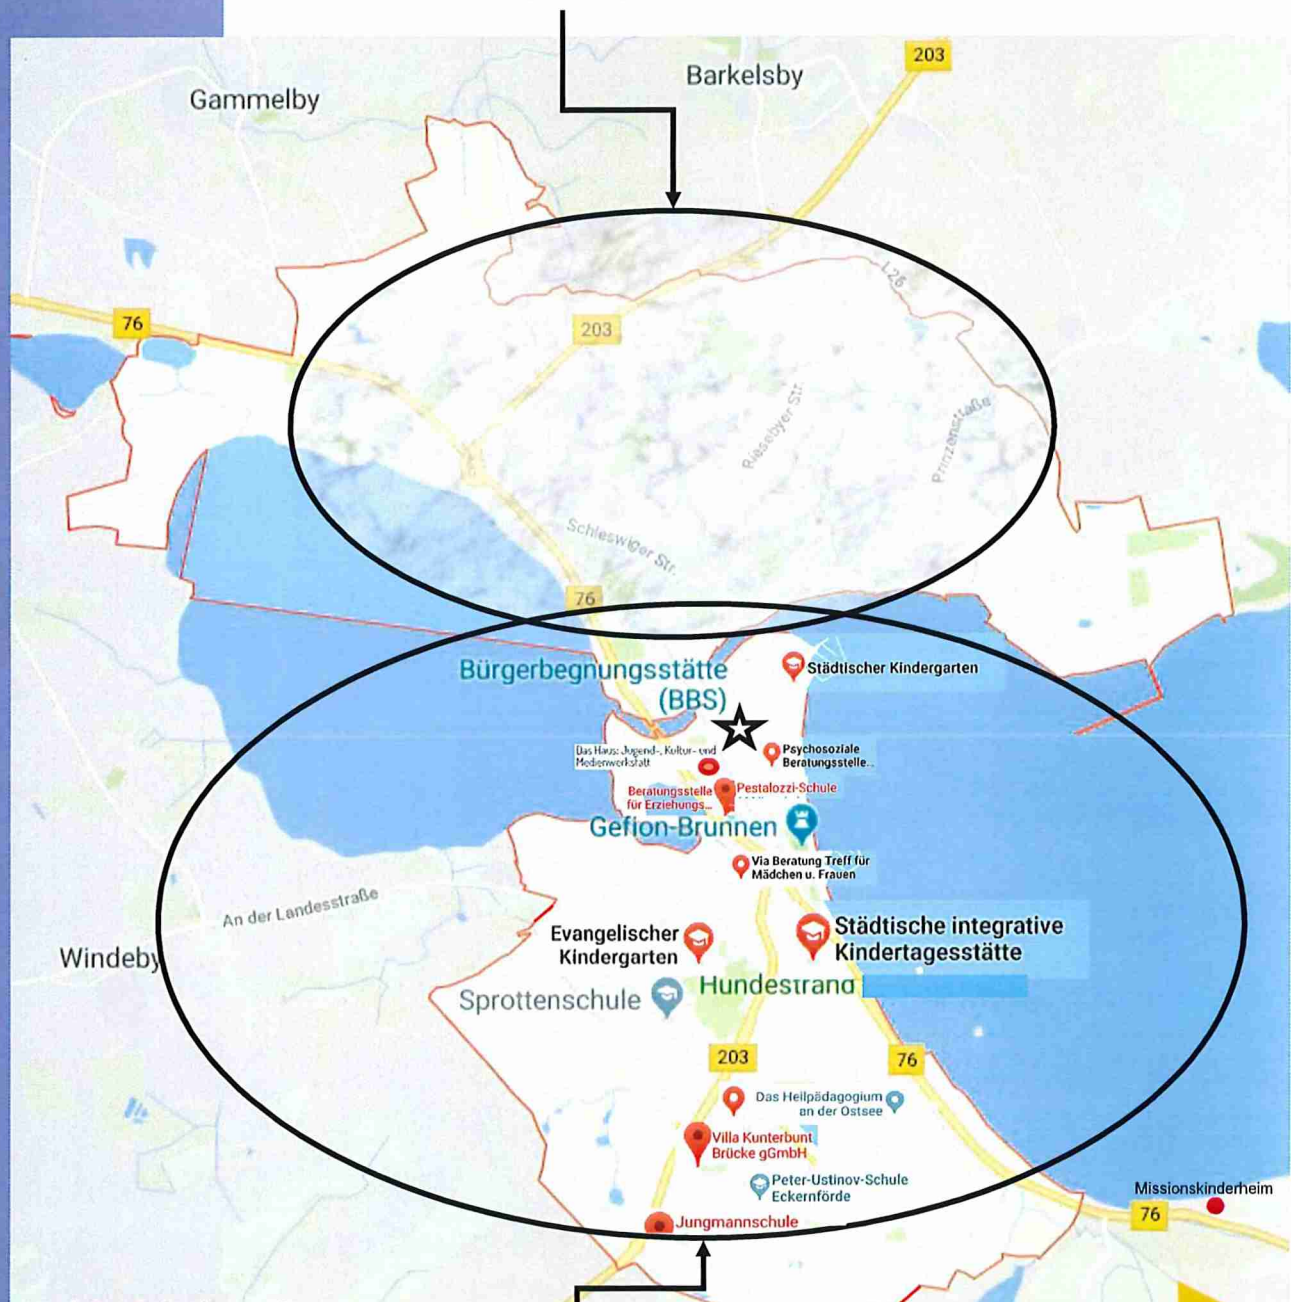 203
Barkelsby
Gammelby
L26
76
203
Riesebyer Str.
Prinzenstraße
Schleswiger Str.
76
Bürgerbegnungsstätte
(BBS)
Städtischer Kindergarten
Das Haus: Jugend-, Kultur- und
Medienwerkstatt
Psychosoziale
Beratungsstelle..
Beratungsstelle
für Erziehungs...
Pestalozzi-Schule
Gefion-Brunnen
Via Beratung Treff für
Mädchen u. Frauen
An der Landesstraße
Windeby
Evangelischer
Kindergarten
Städtische integrative
Kindertagesstätte
Hundestrand
Sprottenschule
203
76
Das Heilpädagogium
an der Ostsee
Villa Kunterbunt
Brücke gGmbH
Peter-Ustinov-Schule
Eckernförde
Missionskinderheim
76
Jungmannschule